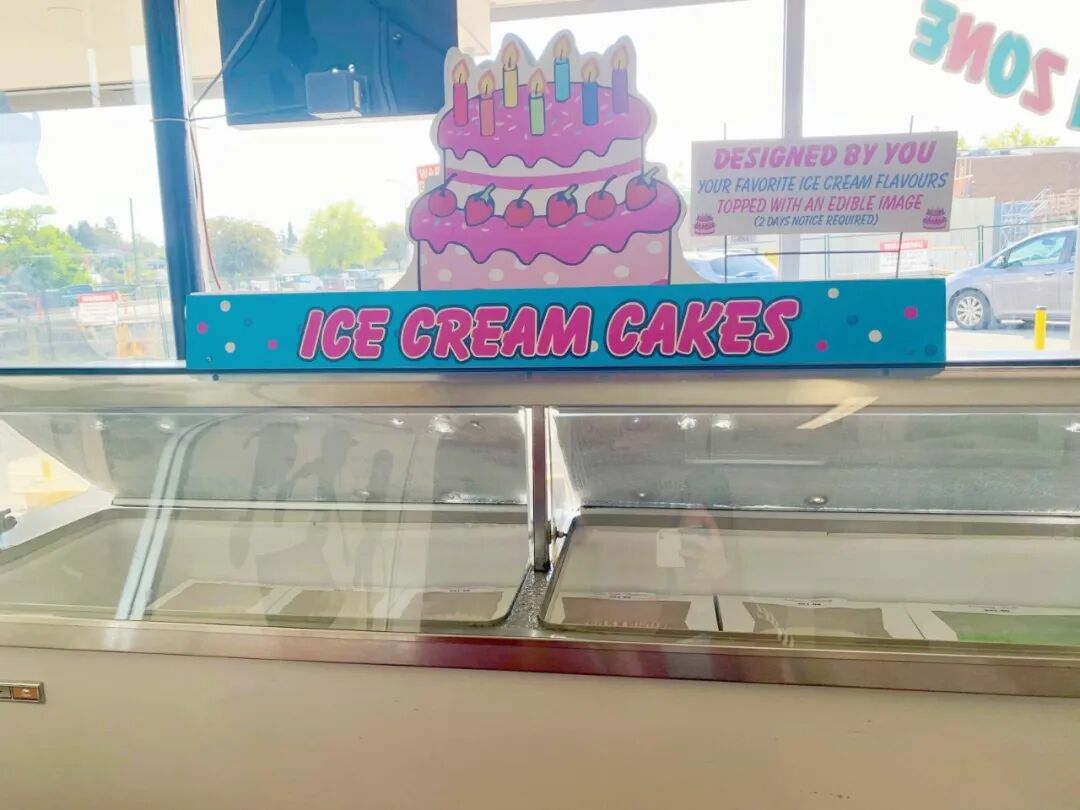 ZONE
DESIGNED BY YOU
YOUR FAVORITE ICE CREAM FLAVOURS
TOPPED WITH AN EDIBLE IMAGE
(2 DAYS NOTICE REQUIRED)
ICE CREAM CAKES